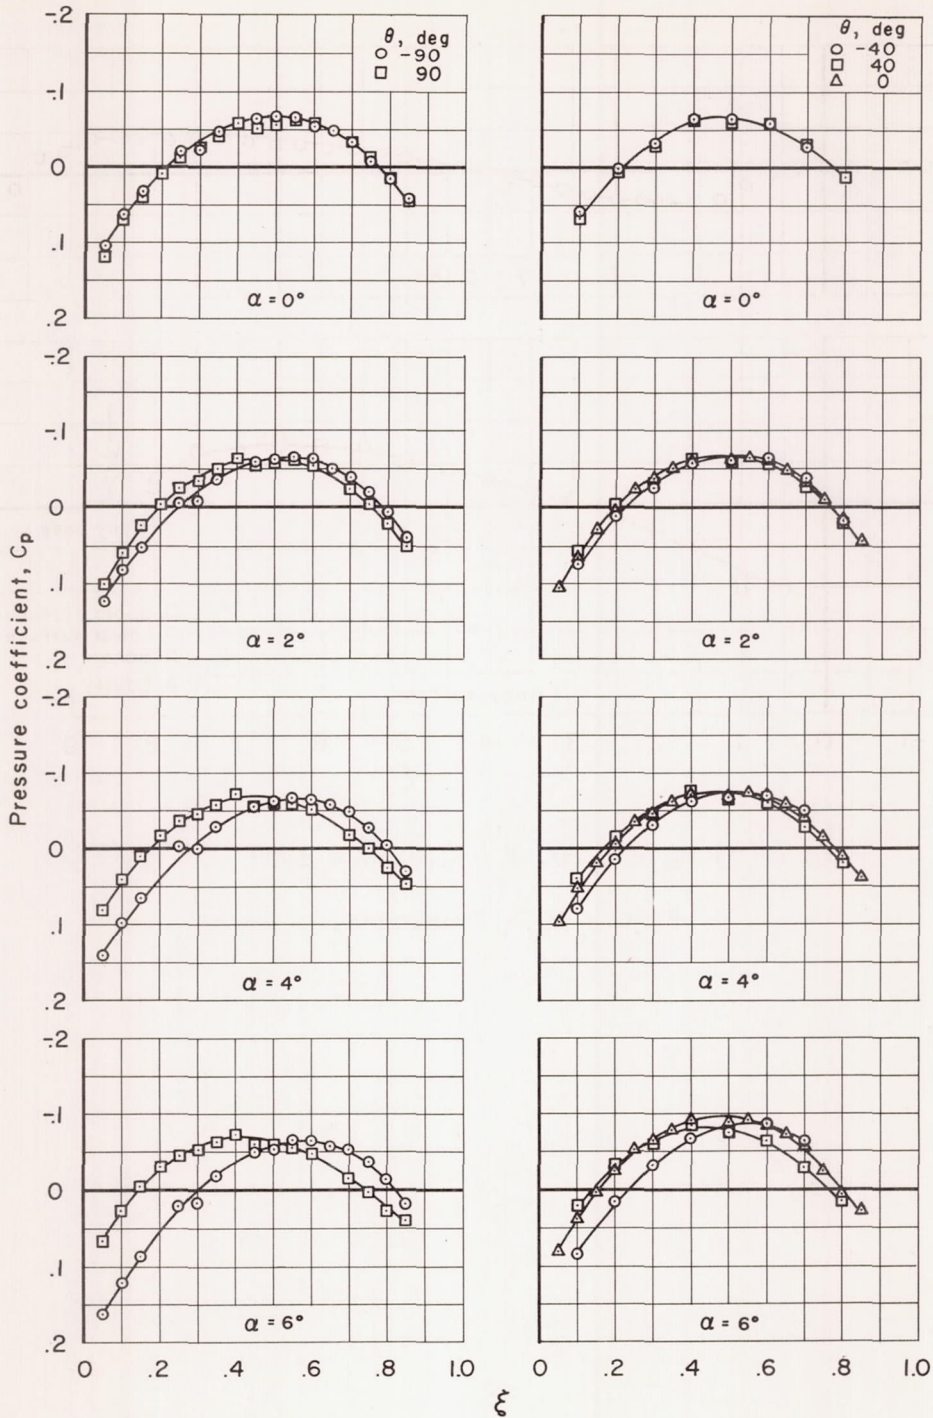 -.2
-.1
0
.1
.2
θ, deg
○ -90
□ 90
α = 0°
θ, deg
○ -40
□ 40
△ 0
α = 0°
-.2
-.1
0
.1
.2
α = 2°
α = 2°
Pressure coefficient, Cp
-.2
-.1
0
.1
.2
α = 4°
α = 4°
-.2
-.1
0
.1
.2
α = 6°
α = 6°
0 .2 .4 .6 .8 1.0
0 .2 .4 .6 .8 1.0
ξ